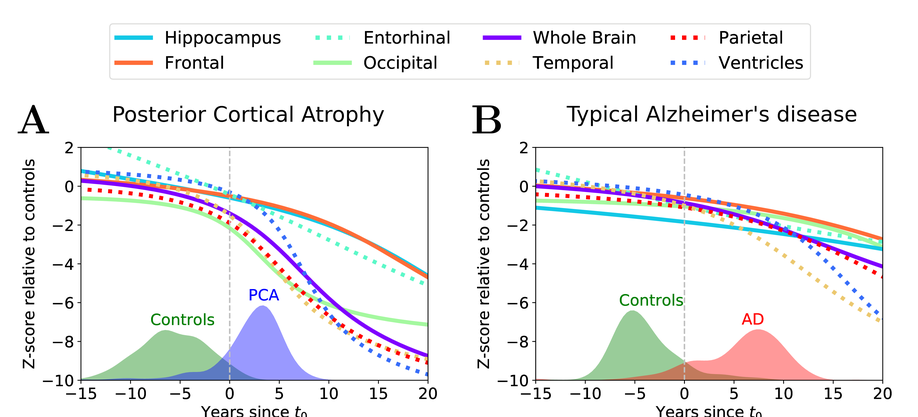 Hippocampus Entorhinal Whole Brain Parietal
Frontal Occipital Temporal Ventricles
A Posterior Cortical Atrophy
Z-score relative to controls
2
0
−2
−4
−6
−8
−10
Controls
PCA
−15 −10 −5 0 5 10 15 20
Years since t0
B Typical Alzheimer's disease
Z-score relative to controls
2
0
−2
−4
−6
−8
−10
Controls
AD
−15 −10 −5 0 5 10 15 20
Years since t0